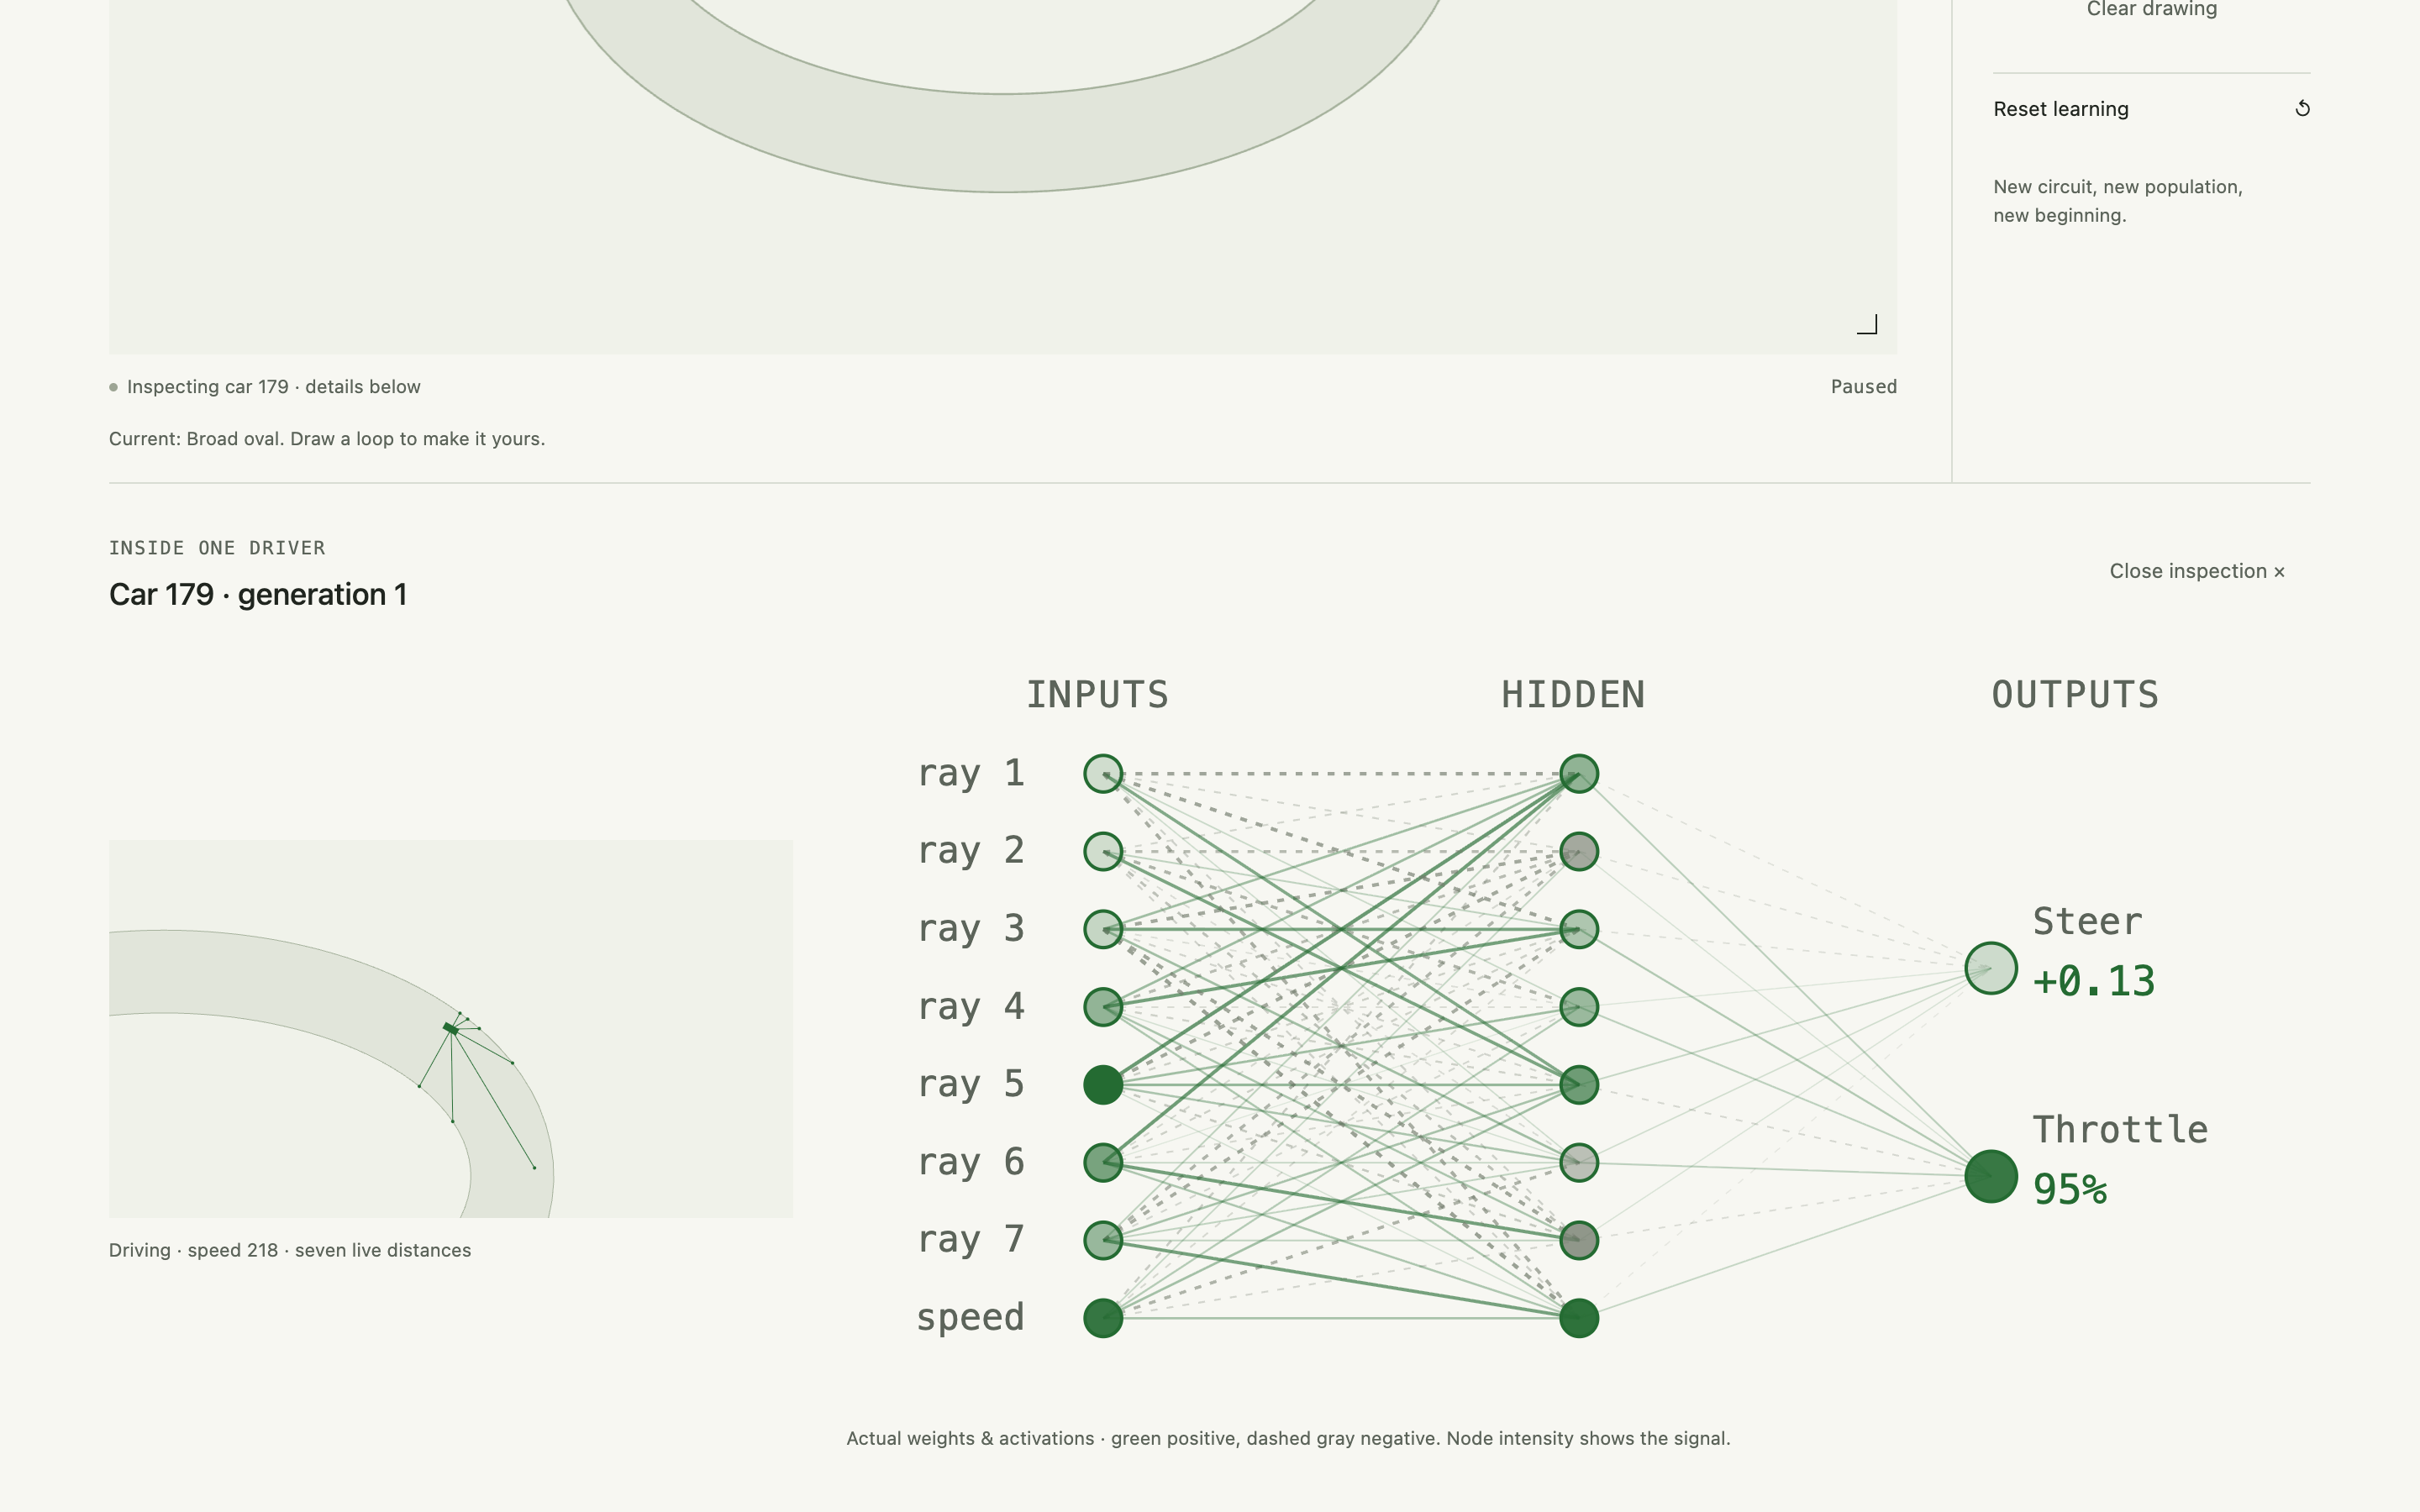 Clear drawing
Reset learning
New circuit, new population,
new beginning.
Inspecting car 179 · details below
Paused
Current: Broad oval. Draw a loop to make it yours.
INSIDE ONE DRIVER
Car 179 · generation 1
Close inspection ×
INPUTS
HIDDEN
OUTPUTS
ray 1
ray 2
ray 3
ray 4
ray 5
ray 6
ray 7
speed
Steer
+0.13
Throttle
95%
Driving · speed 218 · seven live distances
Actual weights & activations · green positive, dashed gray negative. Node intensity shows the signal.